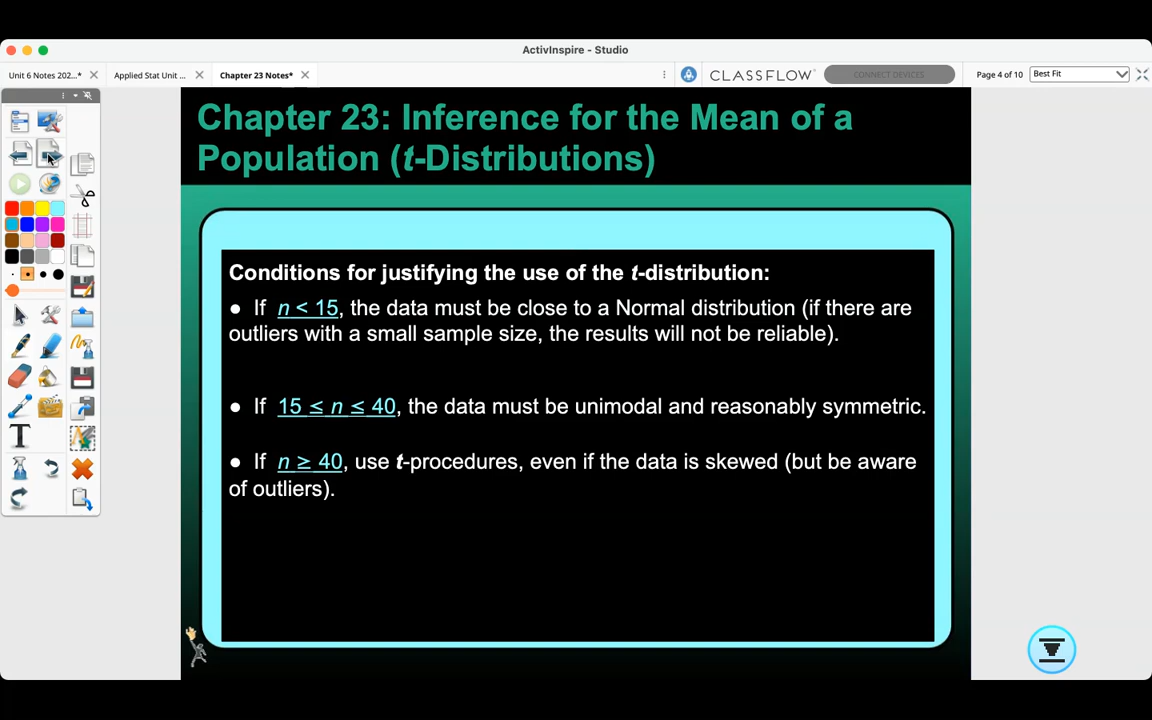 ActivInspire - Studio
Unit 6 Notes 202...*
Applied Stat Unit ...
Chapter 23 Notes*
CLASSFLOW
CONNECT DEVICES
Page 4 of 10
Best Fit
Chapter 23: Inference for the Mean of a
Population (t-Distributions)
Conditions for justifying the use of the t-distribution:
● If n < 15, the data must be close to a Normal distribution (if there are
outliers with a small sample size, the results will not be reliable).
● If 15 ≤ n ≤ 40, the data must be unimodal and reasonably symmetric.
● If n ≥ 40, use t-procedures, even if the data is skewed (but be aware
of outliers).
T